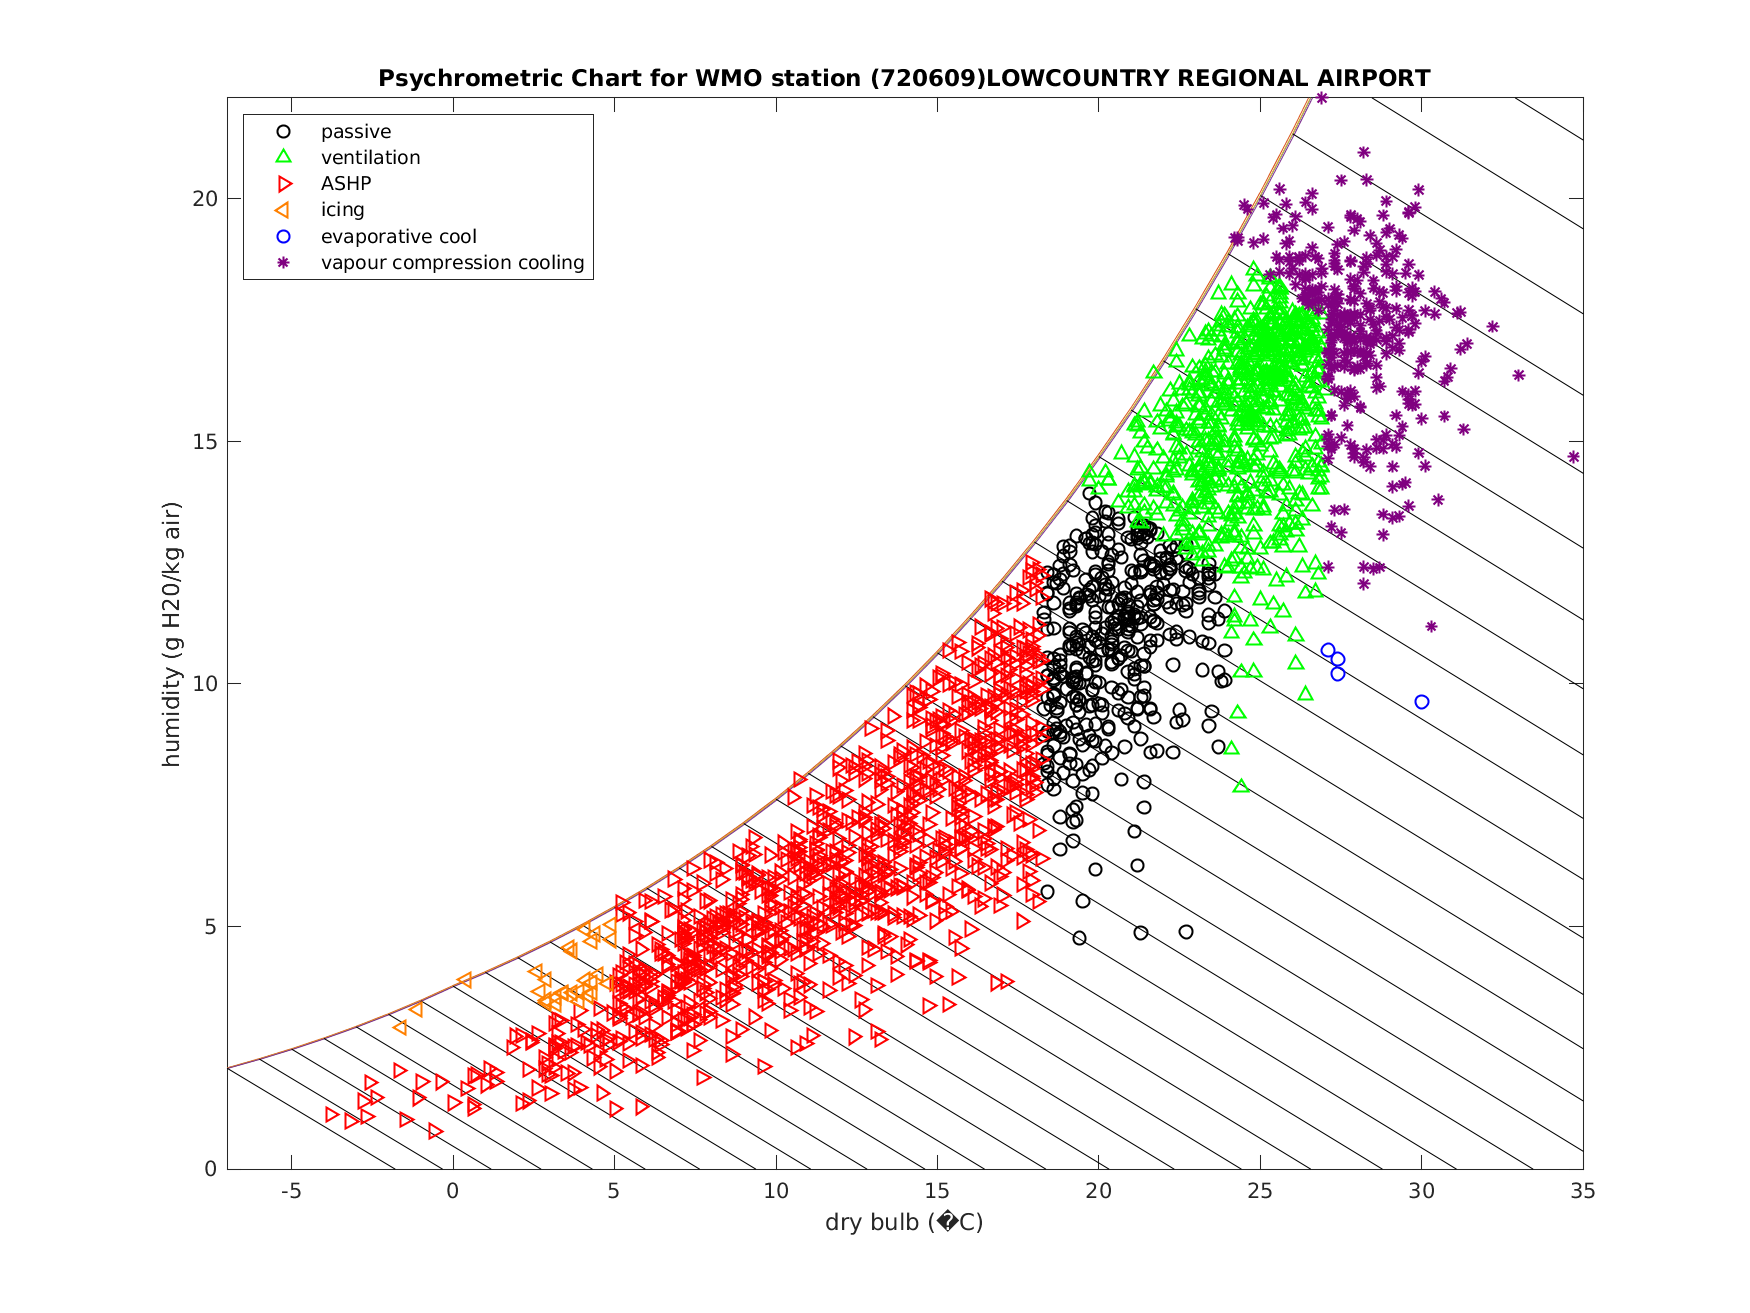 Psychrometric Chart for WMO station (720609)LOWCOUNTRY REGIONAL AIRPORT
passive
ventilation
ASHP
icing
evaporative cool
vapour compression cooling
20
15
10
5
0
humidity (g H20/kg air)
-5 0 5 10 15 20 25 30 35
dry bulb (�C)